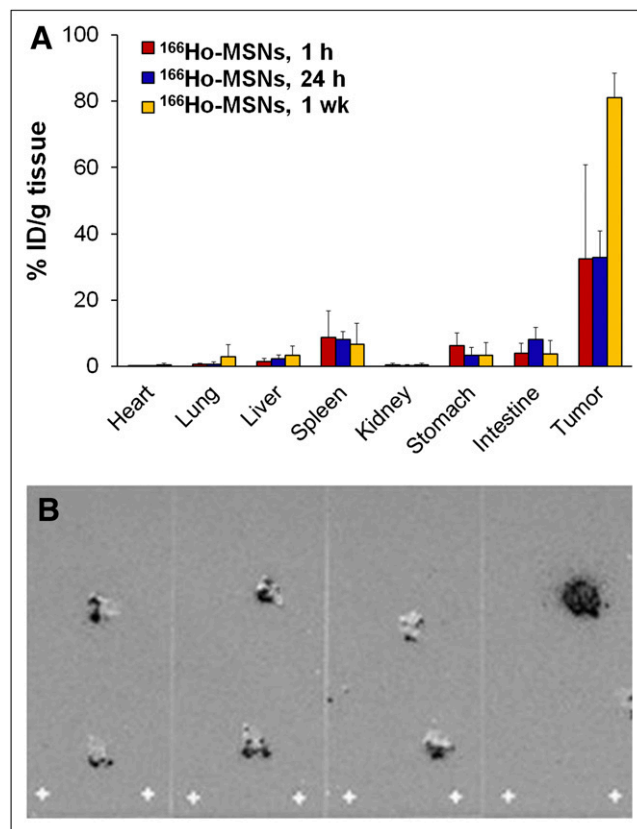 A
¹⁶⁶Ho-MSNs, 1 h
¹⁶⁶Ho-MSNs, 24 h
¹⁶⁶Ho-MSNs, 1 wk
% ID/g tissue
100
80
60
40
20
0
Heart
Lung
Liver
Spleen
Kidney
Stomach
Intestine
Tumor
B